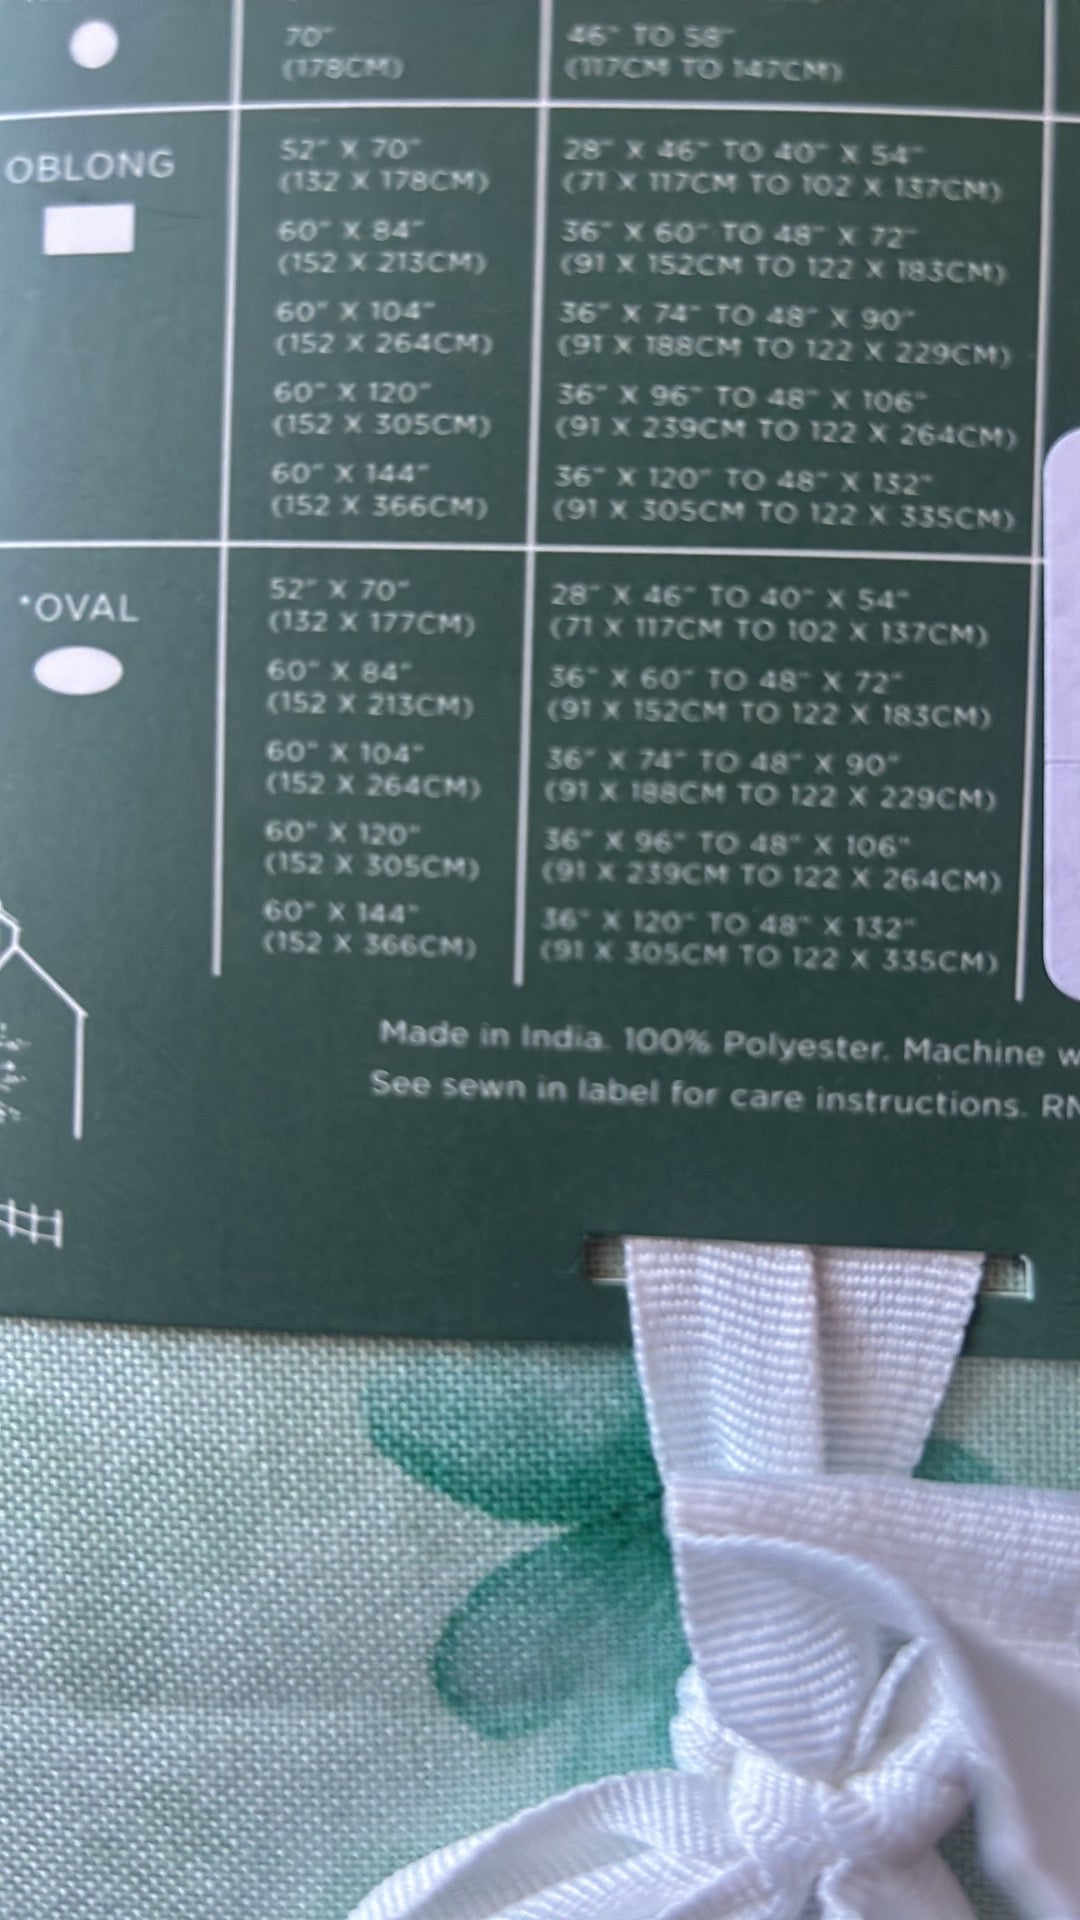 70" 46" TO 58"
(178CM) (117CM TO 147CM)
OBLONG
52" X 70" 28" X 46" TO 40" X 54"
(132 X 178CM) (71 X 117CM TO 102 X 137CM)
60" X 84" 36" X 60" TO 48" X 72"
(152 X 213CM) (91 X 152CM TO 122 X 183CM)
60" X 104" 36" X 74" TO 48" X 90"
(152 X 264CM) (91 X 188CM TO 122 X 229CM)
60" X 120" 36" X 96" TO 48" X 106"
(152 X 305CM) (91 X 239CM TO 122 X 264CM)
60" X 144" 36" X 120" TO 48" X 132"
(152 X 366CM) (91 X 305CM TO 122 X 335CM)
*OVAL
52" X 70" 28" X 46" TO 40" X 54"
(132 X 177CM) (71 X 117CM TO 102 X 137CM)
60" X 84" 36" X 60" TO 48" X 72"
(152 X 213CM) (91 X 152CM TO 122 X 183CM)
60" X 104" 36" X 74" TO 48" X 90"
(152 X 264CM) (91 X 188CM TO 122 X 229CM)
60" X 120" 36" X 96" TO 48" X 106"
(152 X 305CM) (91 X 239CM TO 122 X 264CM)
60" X 144" 36" X 120" TO 48" X 132"
(152 X 366CM) (91 X 305CM TO 122 X 335CM)
Made in India. 100% Polyester. Machine w
See sewn in label for care instructions. RN